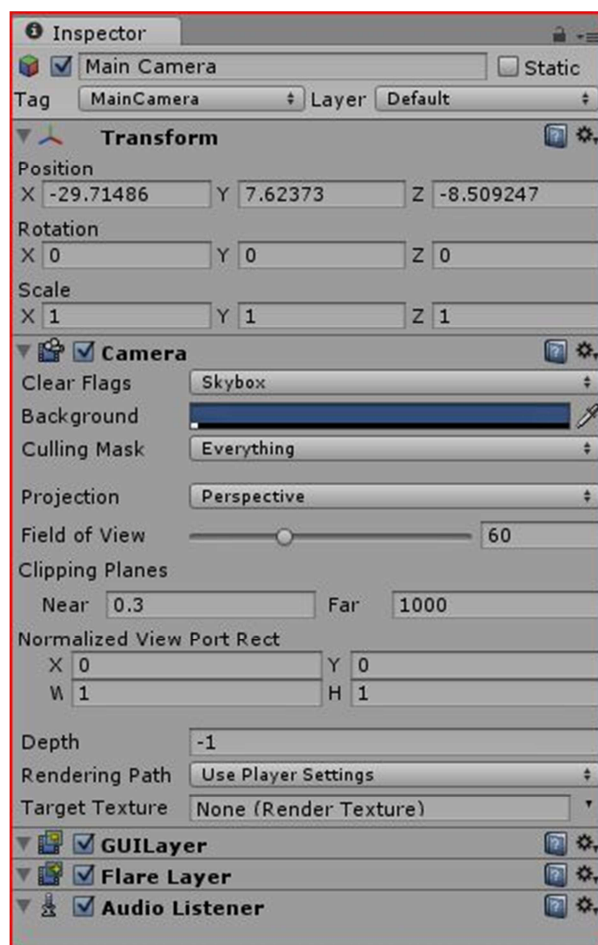 Inspector
Main Camera Static
Tag MainCamera Layer Default
Transform
Position
X -29.71486 Y 7.62373 Z -8.509247
Rotation
X 0 Y 0 Z 0
Scale
X 1 Y 1 Z 1
Camera
Clear Flags Skybox
Background
Culling Mask Everything
Projection Perspective
Field of View 60
Clipping Planes
Near 0.3 Far 1000
Normalized View Port Rect
X 0 Y 0
W 1 H 1
Depth -1
Rendering Path Use Player Settings
Target Texture None (Render Texture)
GUILayer
Flare Layer
Audio Listener